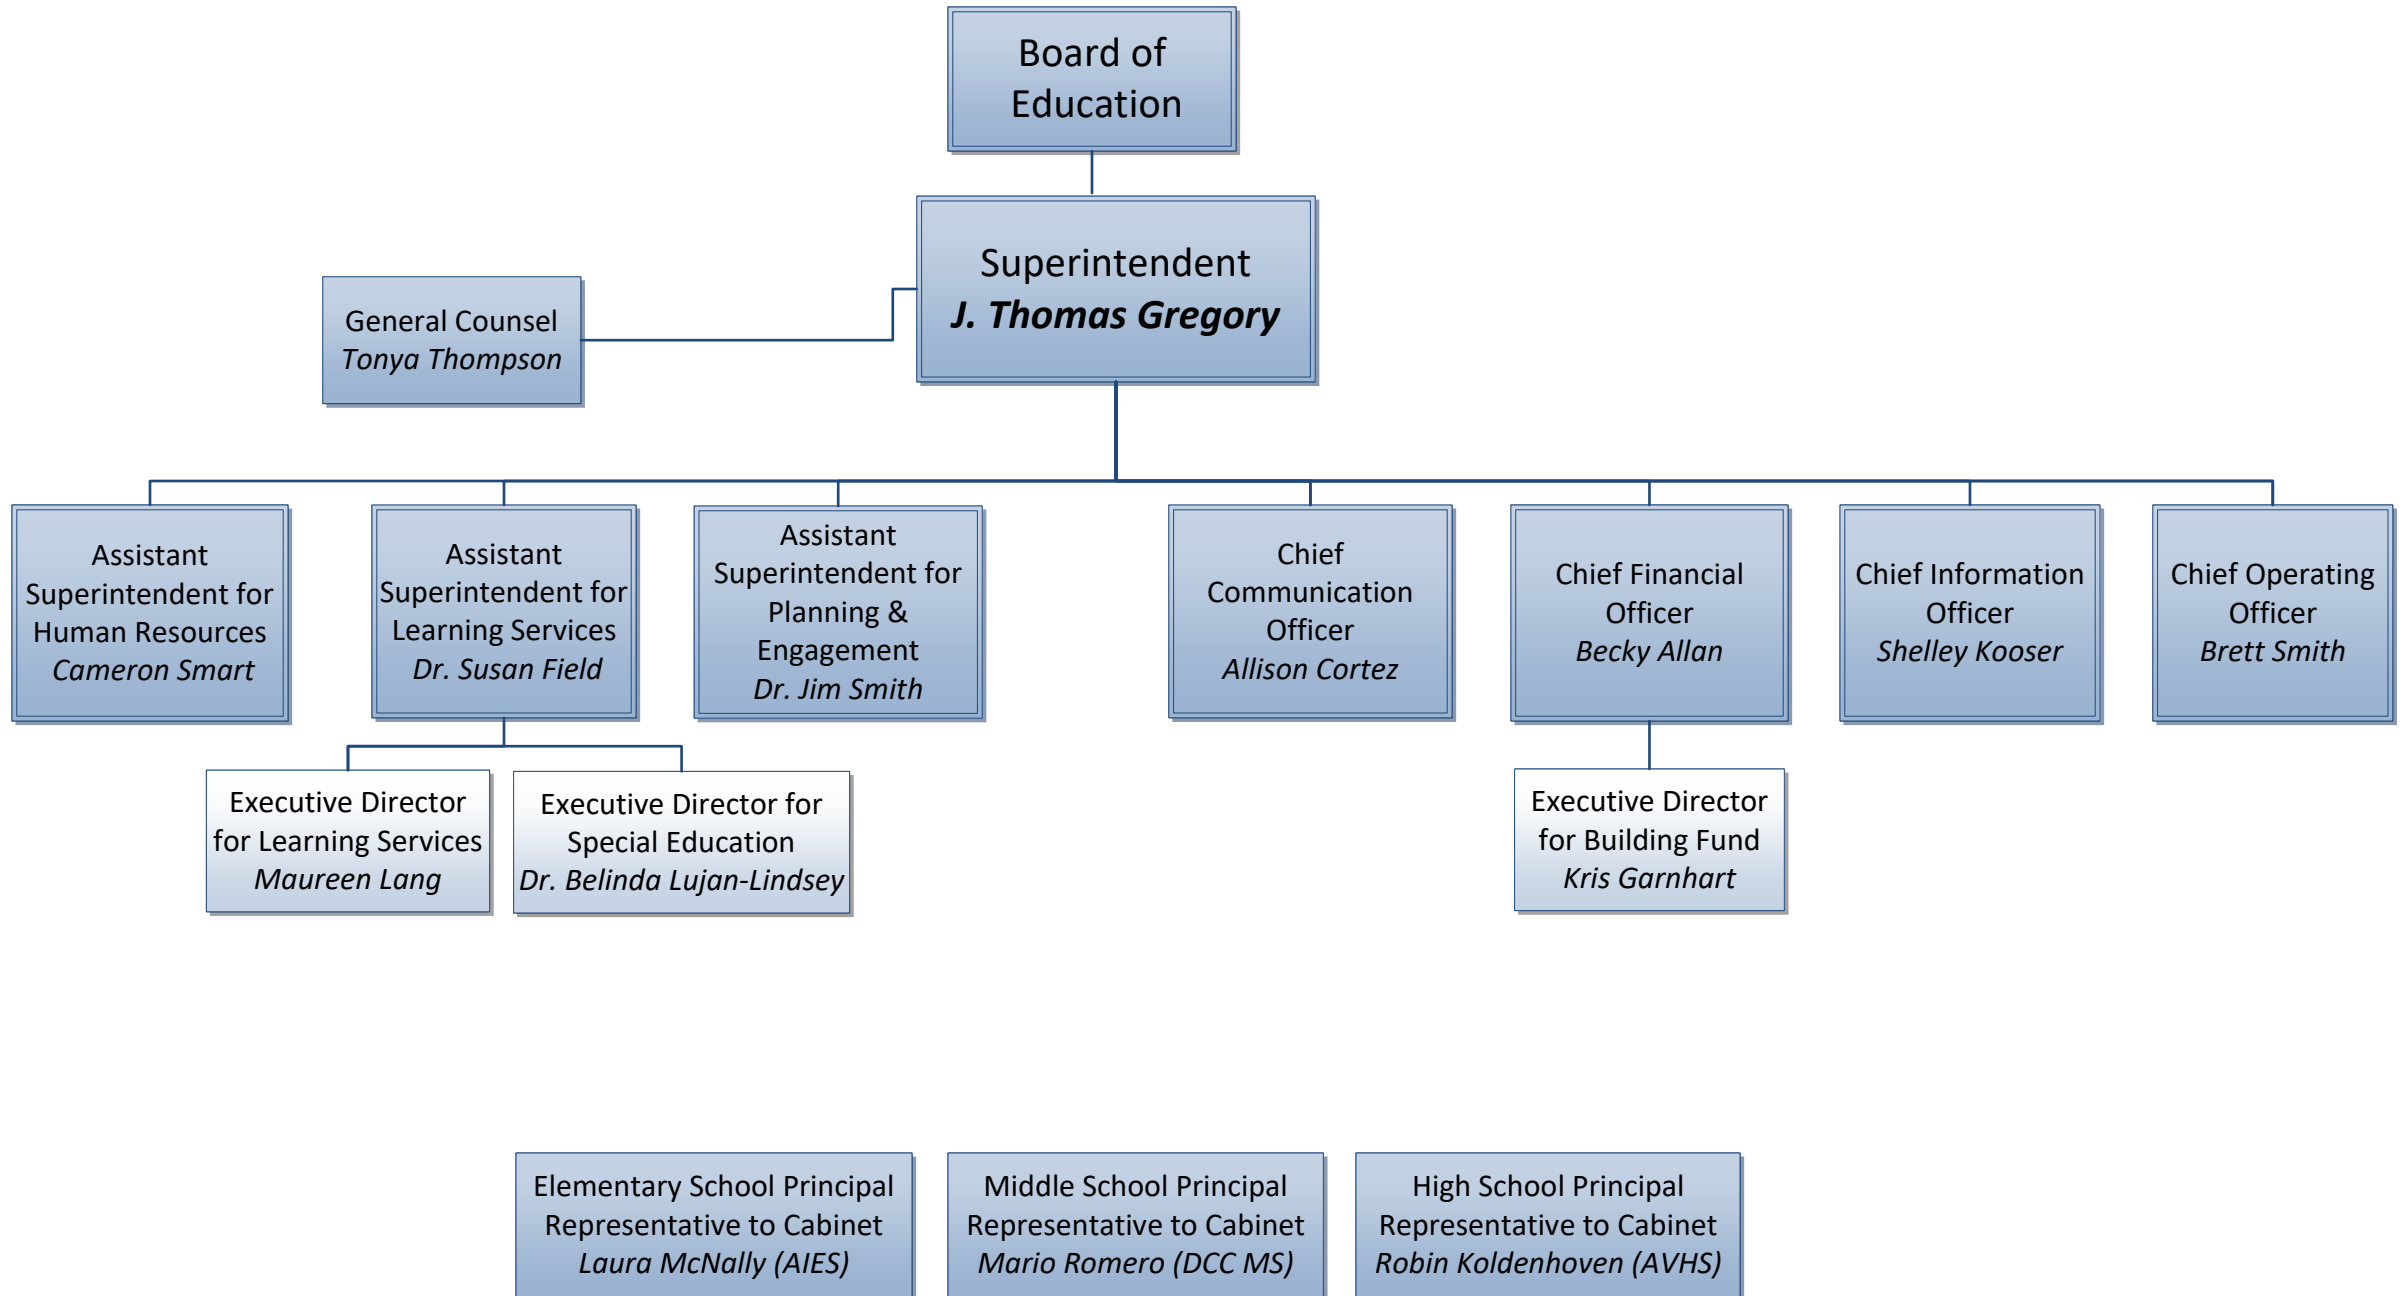 Board of
Education
Superintendent
J. Thomas Gregory
General Counsel
Tonya Thompson
Assistant
Superintendent for
Human Resources
Cameron Smart
Assistant
Superintendent for
Learning Services
Dr. Susan Field
Assistant
Superintendent for
Planning &
Engagement
Dr. Jim Smith
Chief
Communication
Officer
Allison Cortez
Chief Financial
Officer
Becky Allan
Chief Information
Officer
Shelley Kooser
Chief Operating
Officer
Brett Smith
Executive Director
for Learning Services
Maureen Lang
Executive Director for
Special Education
Dr. Belinda Lujan-Lindsey
Executive Director
for Building Fund
Kris Garnhart
Elementary School Principal
Representative to Cabinet
Laura McNally (AIES)
Middle School Principal
Representative to Cabinet
Mario Romero (DCC MS)
High School Principal
Representative to Cabinet
Robin Koldenhoven (AVHS)